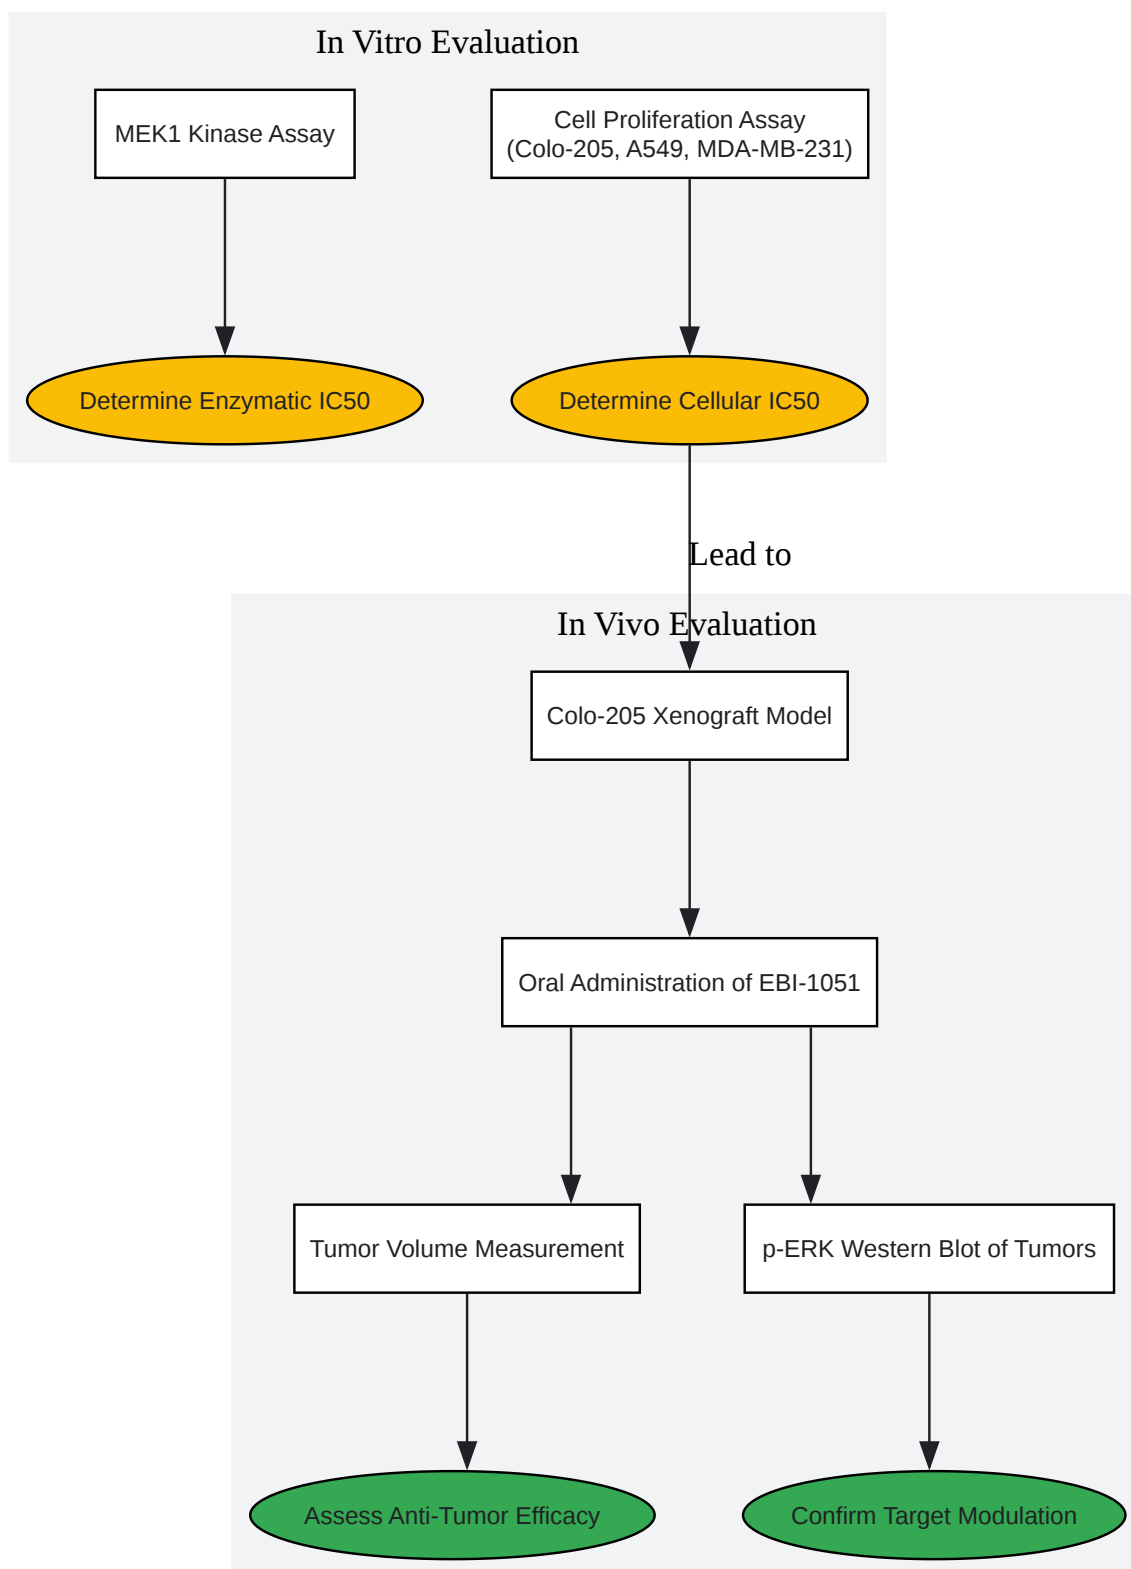 In Vitro Evaluation
MEK1 Kinase Assay
Cell Proliferation Assay
(Colo-205, A549, MDA-MB-231)
Determine Enzymatic IC50
Determine Cellular IC50
Lead to
In Vivo Evaluation
Colo-205 Xenograft Model
Oral Administration of EBI-1051
Tumor Volume Measurement
p-ERK Western Blot of Tumors
Assess Anti-Tumor Efficacy
Confirm Target Modulation